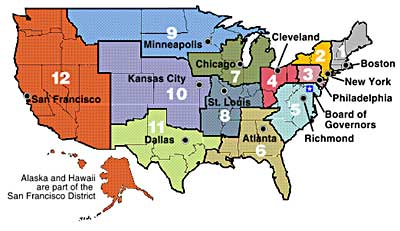 9
Minneapolis
Cleveland
2
Boston
Chicago
12
7
4
3
New York
Kansas City
San Francisco
10
St. Louis
Philadelphia
5
8
Board of
Governors
11
Dallas
Atlanta
Richmond
6
Alaska and Hawaii
are part of the
San Francisco District